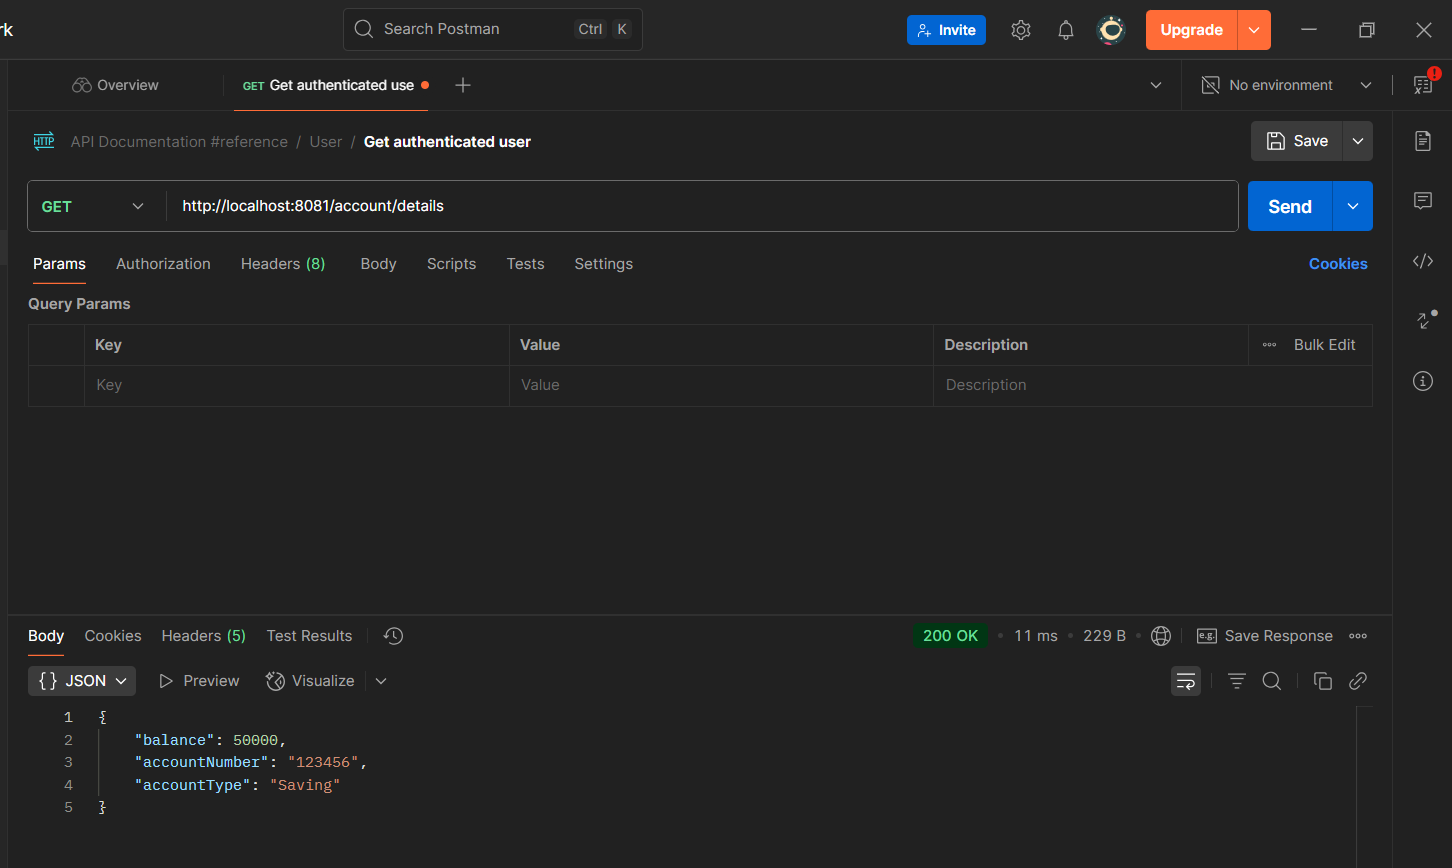 rk
Search Postman Ctrl K
Invite
Upgrade
Overview
GET Get authenticated use
No environment
HTTP API Documentation #reference / User / Get authenticated user
Save
GET http://localhost:8081/account/details
Send
Params Authorization Headers (8) Body Scripts Tests Settings Cookies
Query Params
Key Value Description Bulk Edit
Key Value Description
Body Cookies Headers (5) Test Results 200 OK • 11 ms • 229 B • e.g. Save Response
{} JSON Preview Visualize
1 {
2 "balance": 50000,
3 "accountNumber": "123456",
4 "accountType": "Saving"
5 }